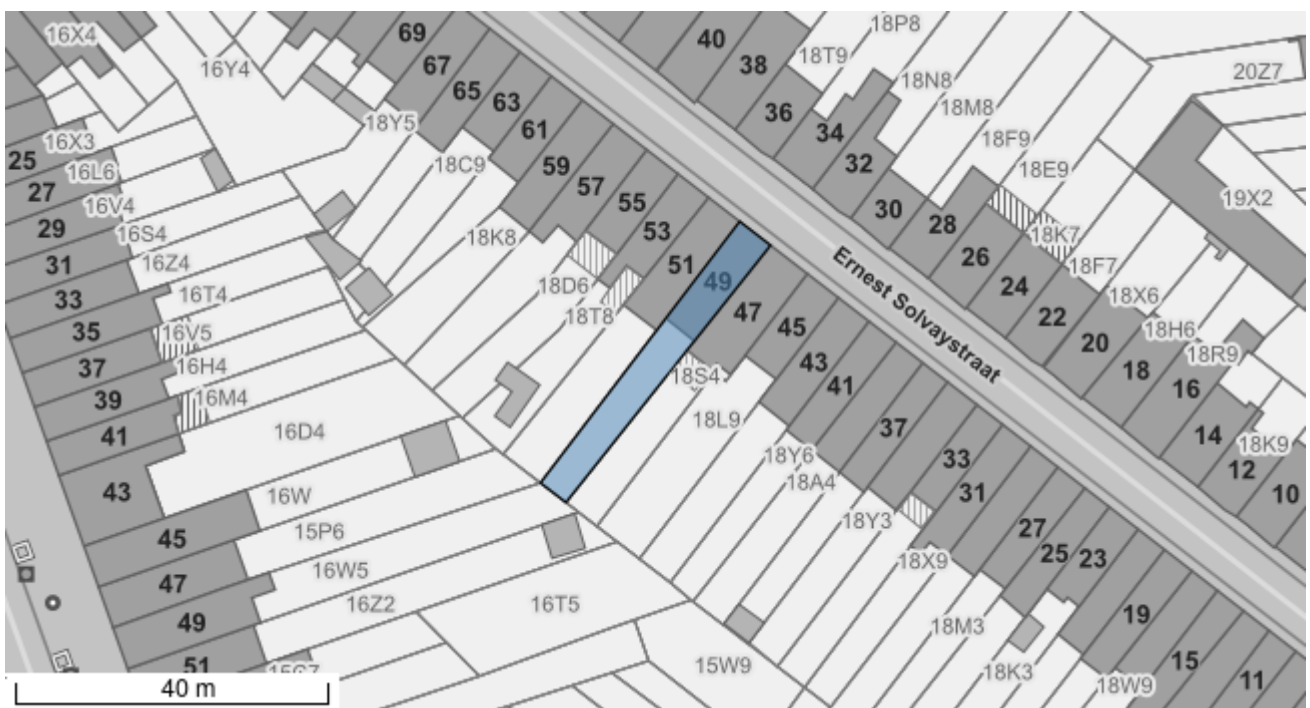 16X4
69
40
18P8
67
38
18T9
16Y4
20Z7
65
18N8
63
36
18M8
18Y5
61
34
18F9
16X3
25
16L6
18C9
59
32
18E9
27
57
19X2
16V4
55
30
29
16S4
53
28
18K7
31
16Z4
18K8
51
26
18F7
33
16T4
18D6
49
24
18X6
35
16V5
18T8
47
Ernest Solvaystraat
22
18H6
37
16H4
45
20
18R9
39
16M4
18S4
43
18
41
41
16
16D4
18L9
37
14
18K9
43
18Y6
33
12
16W
18A4
31
10
45
15P6
18Y3
27
47
16W5
18X9
25
23
49
16Z2
16T5
18M3
19
51
15W9
18K3
15
18W9
11
40 m